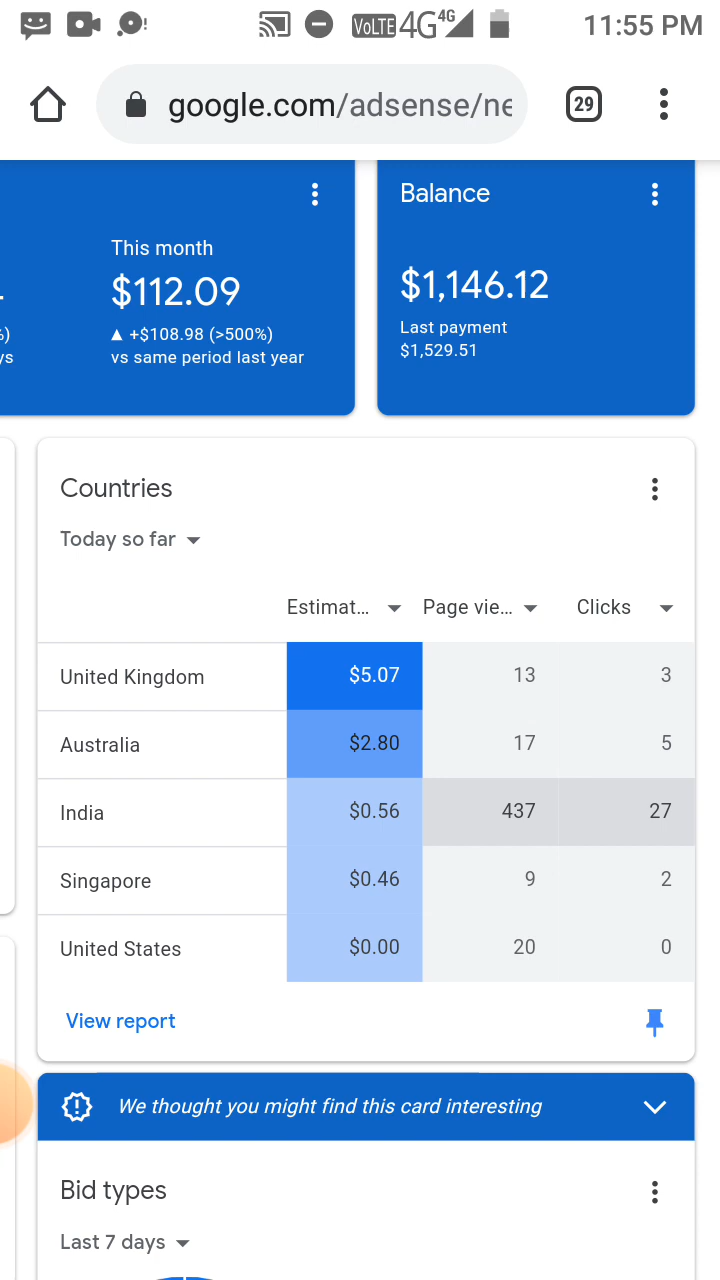 VoLTE 4G 4G 11:55 PM
google.com/adsense/ne
29
Balance
This month
$112.09
$1,146.12
▲ +$108.98 (>500%)
vs same period last year
Last payment
$1,529.51
%)
ys
Countries
Today so far
Estimat... Page vie... Clicks
United Kingdom $5.07 13 3
Australia $2.80 17 5
India $0.56 437 27
Singapore $0.46 9 2
United States $0.00 20 0
View report
We thought you might find this card interesting
Bid types
Last 7 days